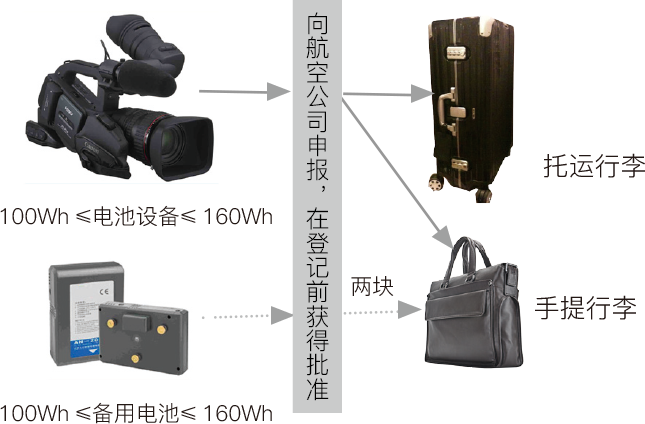 向航空公司申报，在登记前获得批准
托运行李
100Wh ≤电池设备≤ 160Wh
两块
手提行李
100Wh ≤备用电池≤ 160Wh